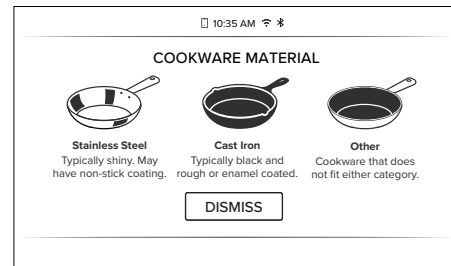 10:35 AM
COOKWARE MATERIAL
Stainless Steel
Typically shiny. May
have non-stick coating.
Cast Iron
Typically black and
rough or enamel coated.
Other
Cookware that does
not fit either category.
DISMISS